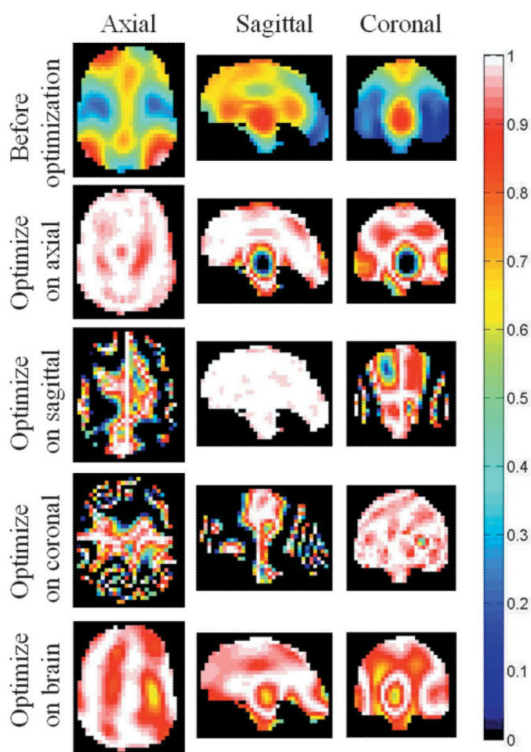 Axial Sagittal Coronal
Before
optimization
Optimize
on axial
Optimize
on sagittal
Optimize
on coronal
Optimize
on brain
1
0.9
0.8
0.7
0.6
0.5
0.4
0.3
0.2
0.1
0